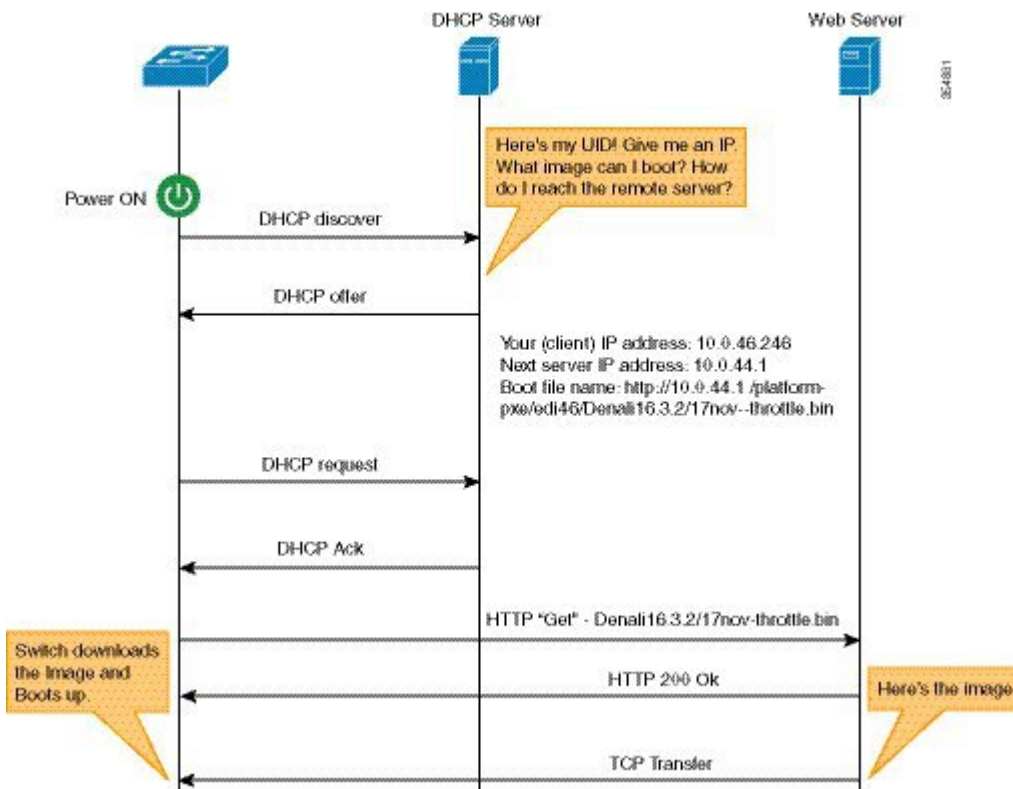 DHCP Server
Web Server
354881
Here's my UID! Give me an IP.
What image can I boot? How
do I reach the remote server?
Power ON
DHCP discover
DHCP offer
Your (client) IP address: 10.0.46.246
Next server IP address: 10.0.44.1
Boot file name: http://10.0.44.1 /platform-
pxe/edi46/Denali16.3.2/17nov--throttle.bin
DHCP request
DHCP Ack
HTTP "Get" - Denali16.3.2/17nov-throttle.bin
Switch downloads
the Image and
Boots up.
HTTP 200 Ok
Here's the image
TCP Transfer